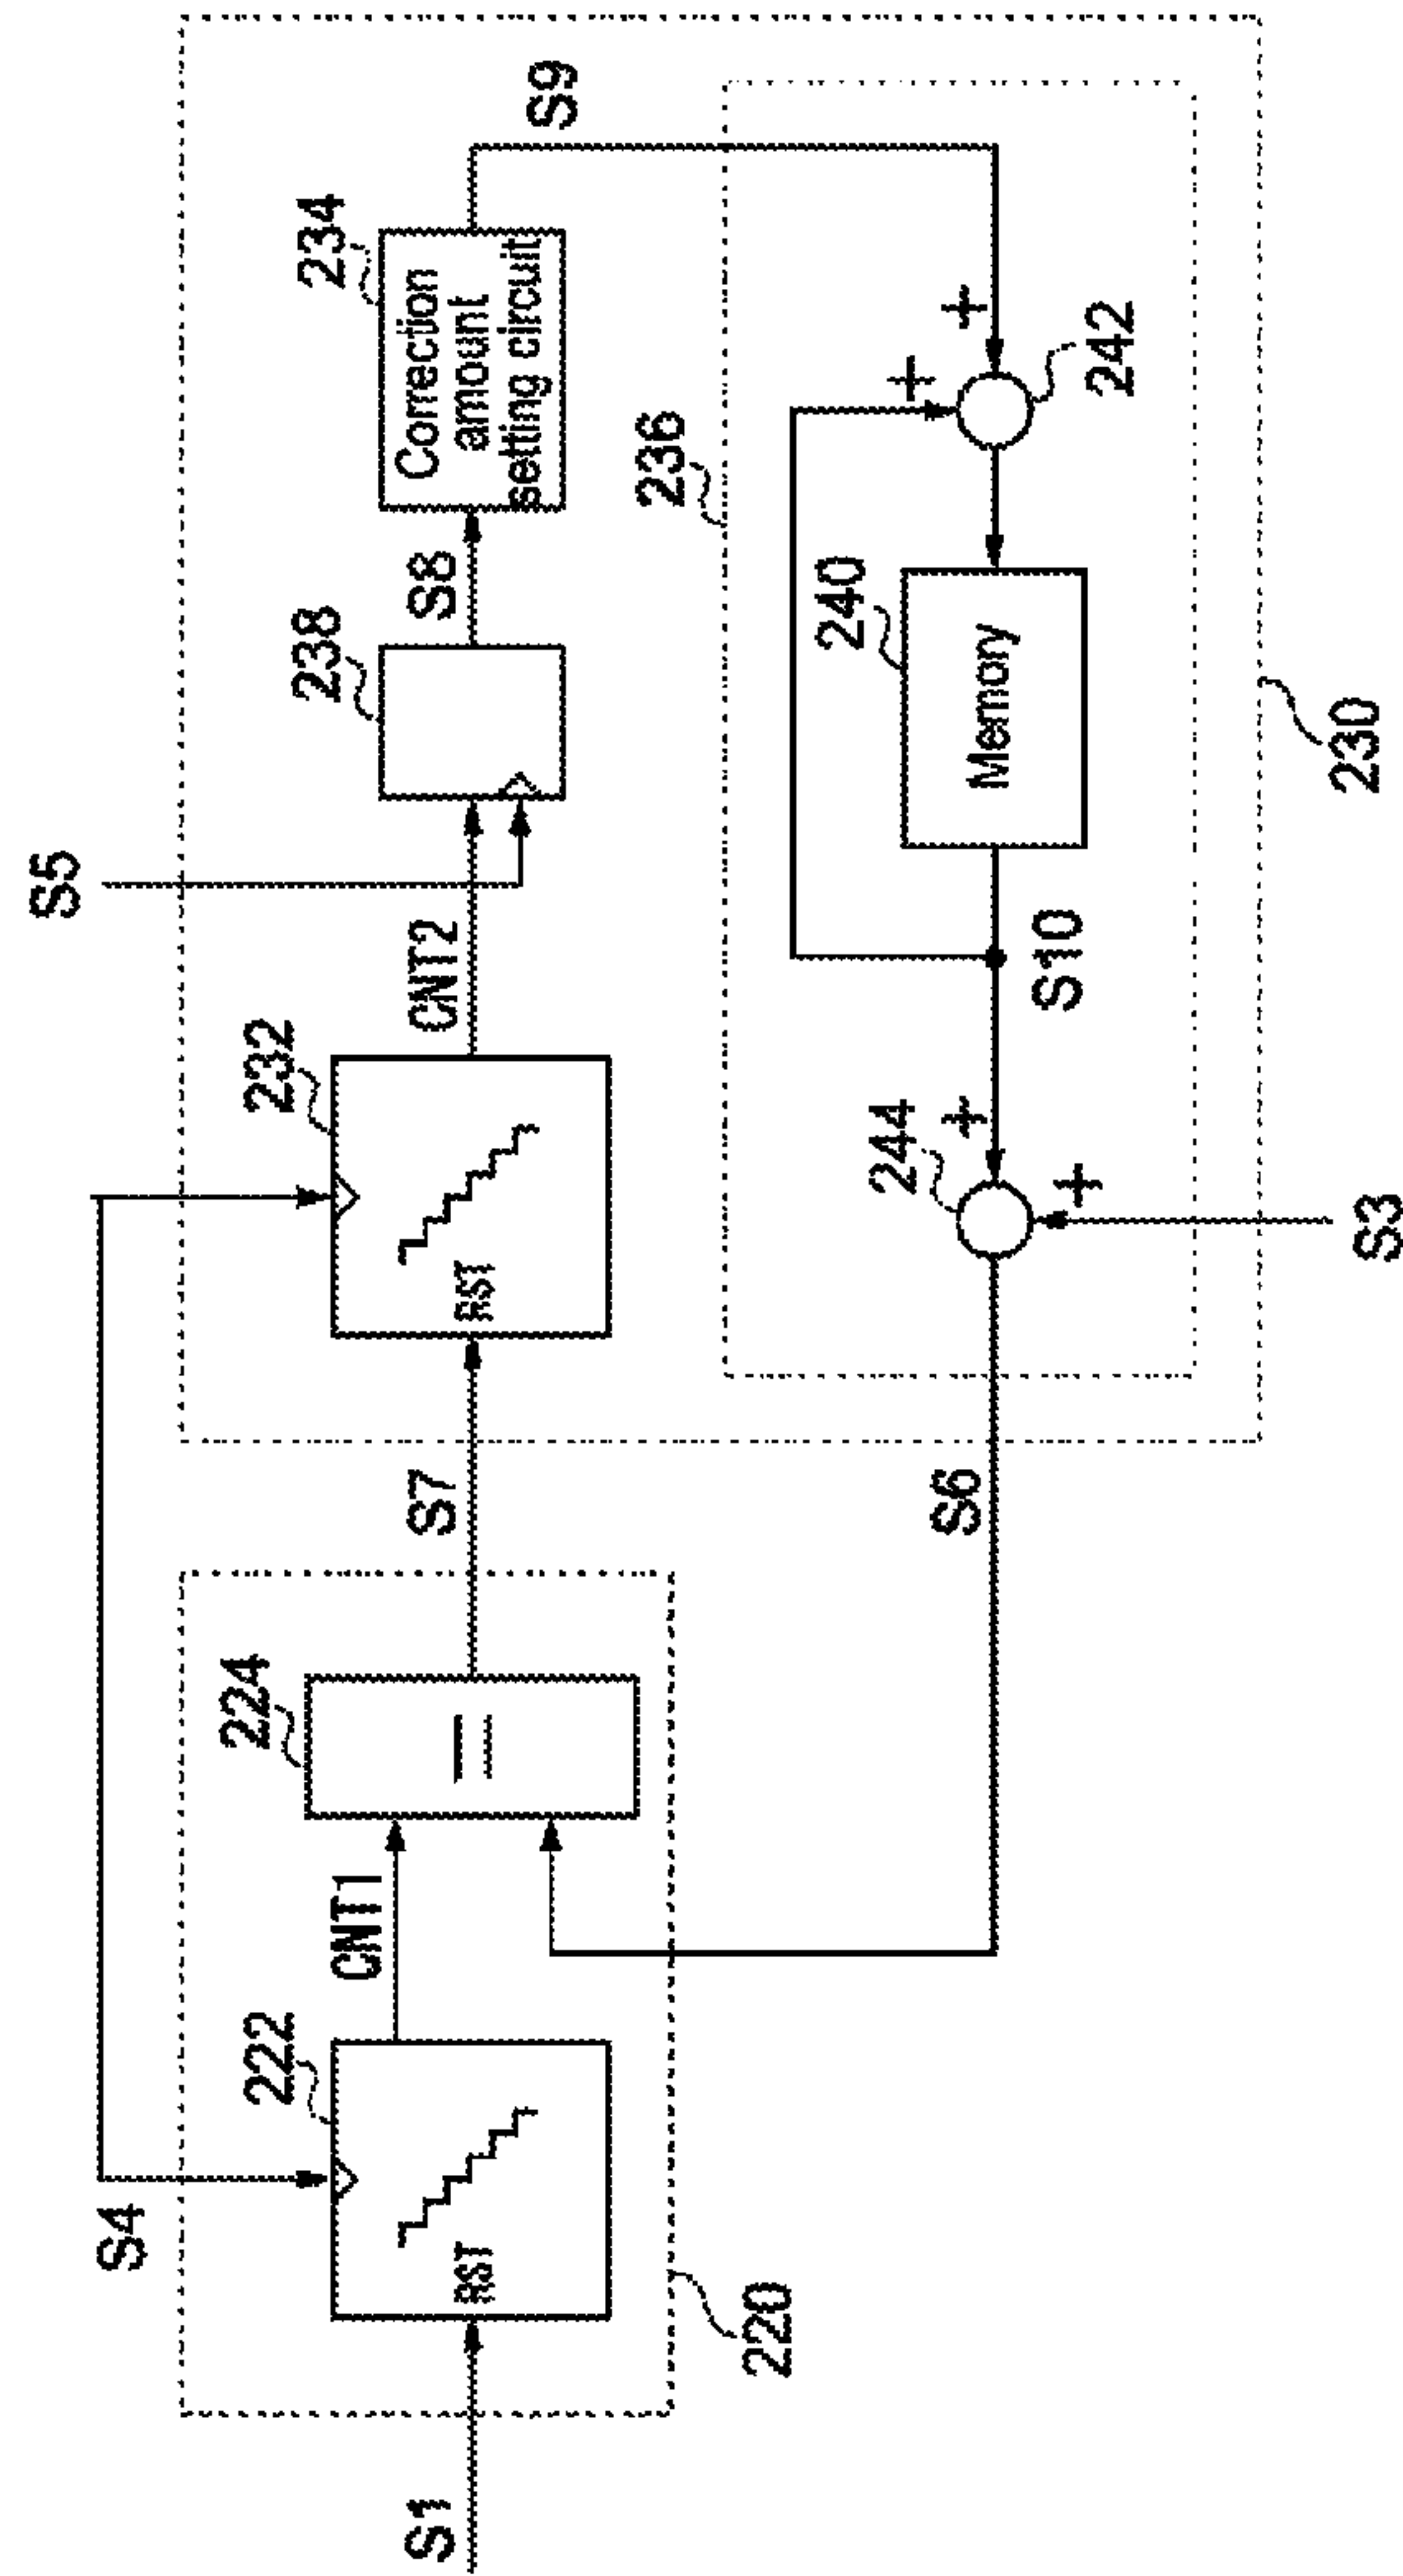 S4
S5
222
CNT1
224
S7
232
CNT2
238
S8
234
Correction
amount
setting circuit
S9
S1
RST
=
RST
220
S6
236
244
+
+
S10
240
Memory
+
+
242
S3
230